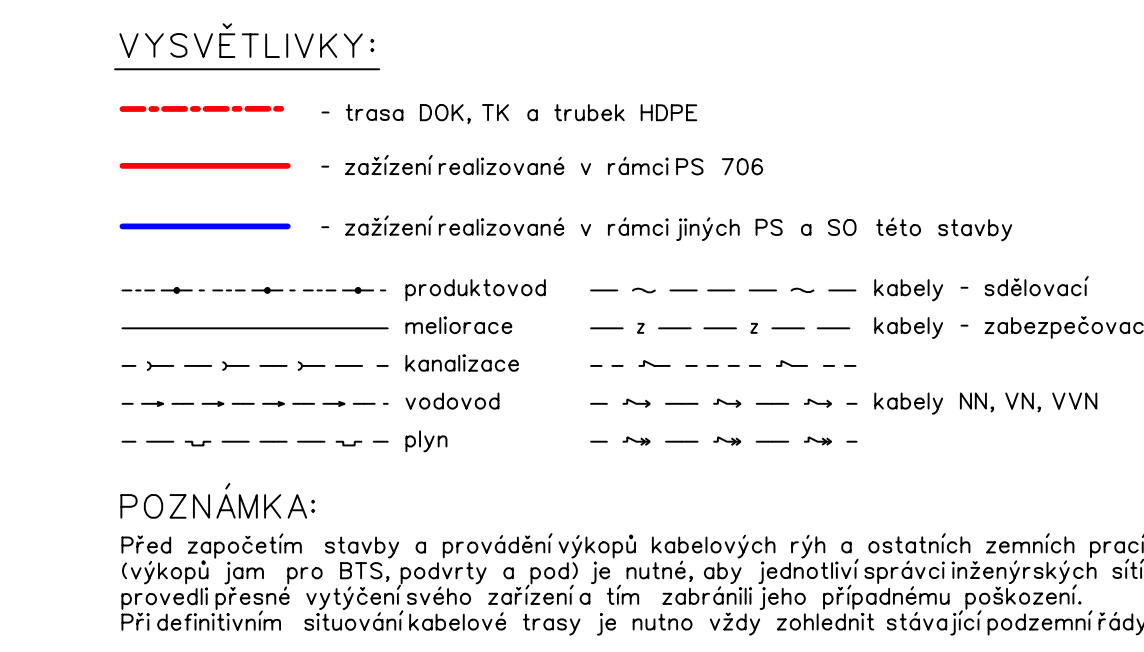 VYSVĚTLIVKY:
- trasa DOK, TK a trubek HDPE
- zažízení realizované v rámci PS 706
- zažízení realizované v rámci jiných PS a SO této stavby
produktovod
kabely - sdělovací
meliorace
z z
kabely - zabezpečovac
kanalizace
vodovod
kabely NN, VN, VVN
plyn
POZNÁMKA:
Před započetím stavby a provádění výkopů kabelových rýh a ostatních zemních prací
(výkopů jam pro BTS, podvrty a pod) je nutné, aby jednotliví správci inženýrských sítí
provedli přesné vytýčení svého zařízení a tím zabránili jeho případnému poškození.
Při definitivním situování kabelové trasy je nutno vždy zohlednit stávající podzemní řády